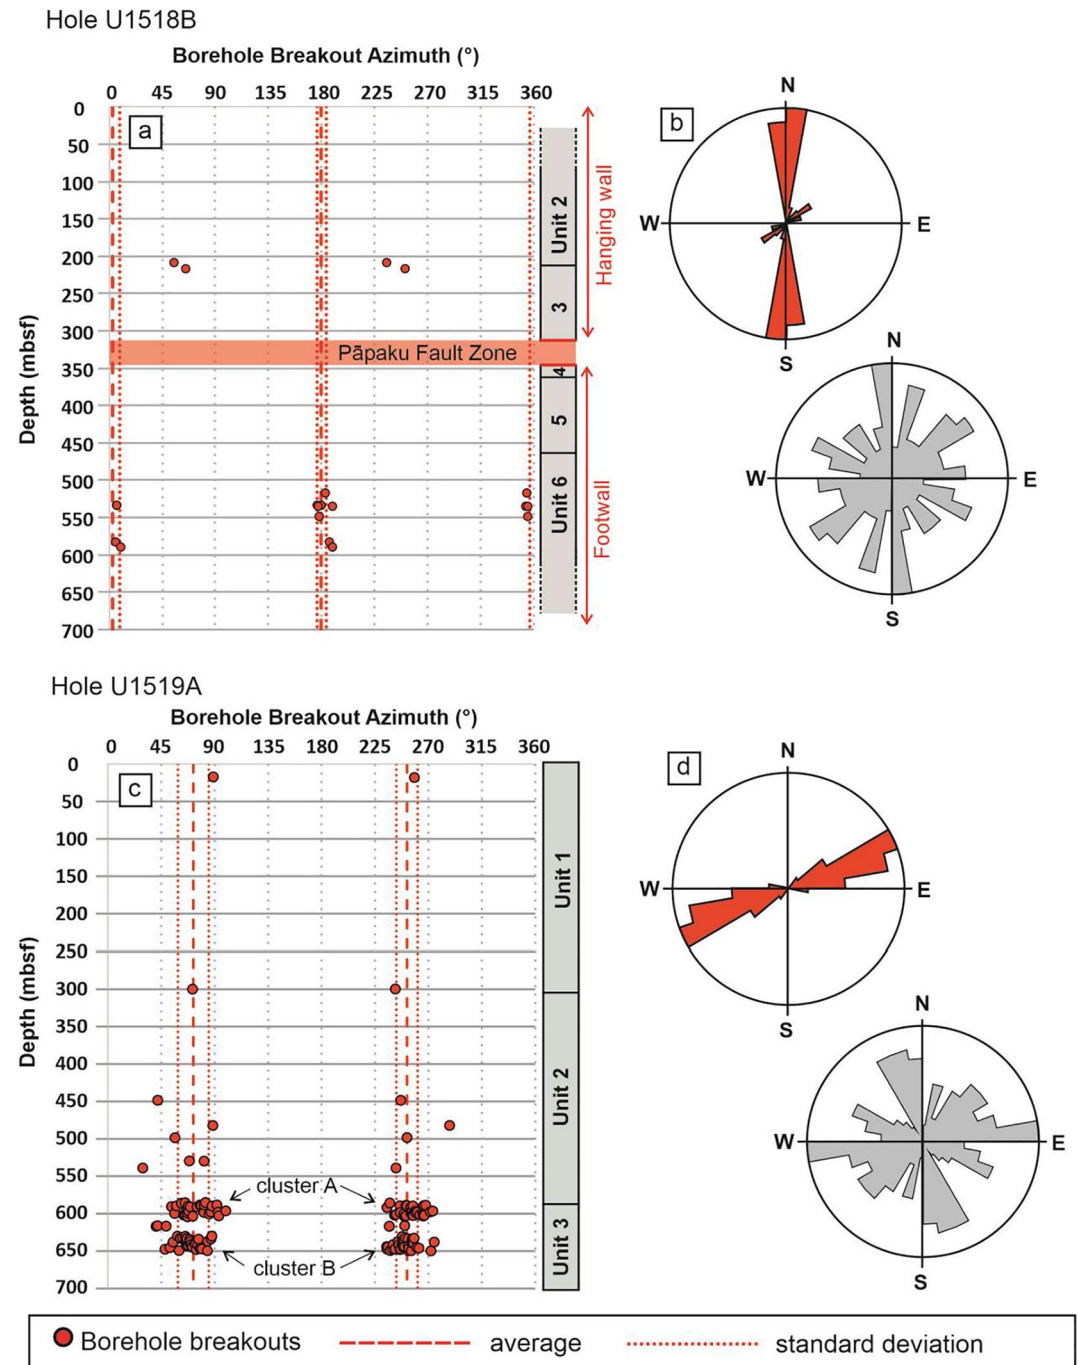 Hole U1518B
Borehole Breakout Azimuth (°)
0 45 90 135 180 225 270 315 360
Depth (mbsf)
0
50
100
150
200
250
300
350
400
450
500
550
600
650
700
a
Pāpaku Fault Zone
Unit 2
3
4
5
Unit 6
Hanging wall
Footwall
b
N
W E
S
N
W E
S
Hole U1519A
Borehole Breakout Azimuth (°)
0 45 90 135 180 225 270 315 360
Depth (mbsf)
0
50
100
150
200
250
300
350
400
450
500
550
600
650
700
c
cluster A
cluster B
Unit 1
Unit 2
Unit 3
d
N
W E
S
N
W E
S
Borehole breakouts average standard deviation